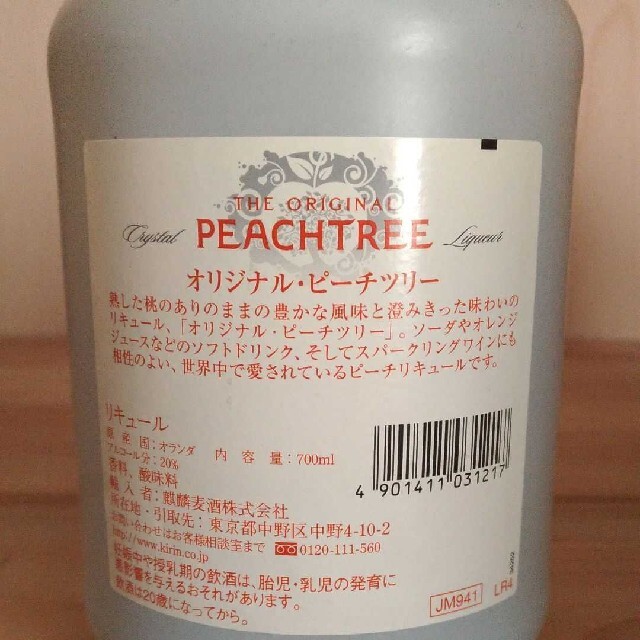 THE ORIGINAL
Crystal PEACHTREE Liqueur
オリジナル・ピーチツリー
熟した桃のありのままの豊かな風味と澄みきった味わいの
リキュール、「オリジナル・ピーチツリー」。ソーダやオレンジ
ジュースなどのソフトドリンク、そしてスパークリングワインにも
相性のよい、世界中で愛されているピーチリキュールです。
リキュール
原産国:オランダ 内容量:700ml
アルコール分:20%
香料、酸味料
輸入者:麒麟麦酒株式会社
所在地・引取先:東京都中野区中野4-10-2
お問い合わせはお客様相談室まで 0120-111-560
http://www.kirin.co.jp
妊娠中や授乳期の飲酒は、胎児・乳児の発育に
悪影響を与えるおそれがあります。
飲酒は20歳になってから。
4 901411 031217
JM941 LR4